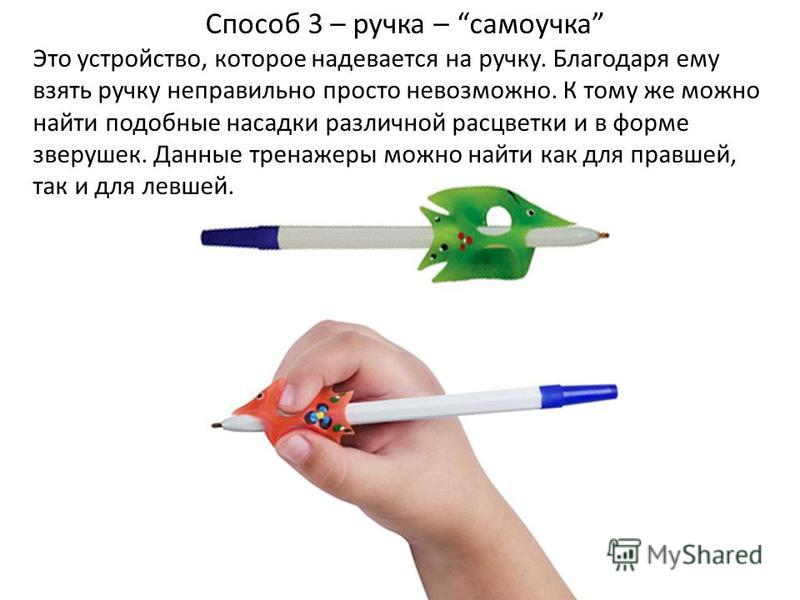 Способ 3 – ручка – “самоучка”
Это устройство, которое надевается на ручку. Благодаря ему
взять ручку неправильно просто невозможно. К тому же можно
найти подобные насадки различной расцветки и в форме
зверушек. Данные тренажеры можно найти как для правшей,
так и для левшей.
MyShared